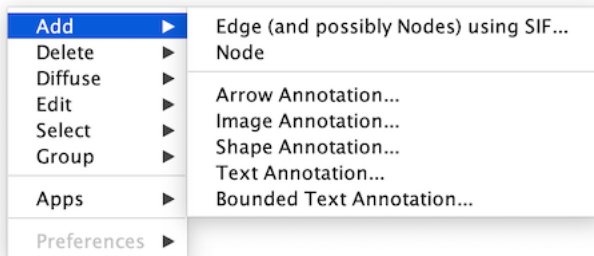 Add
Delete
Diffuse
Edit
Select
Group
Apps
Preferences
Edge (and possibly Nodes) using SIF...
Node
Arrow Annotation...
Image Annotation...
Shape Annotation...
Text Annotation...
Bounded Text Annotation...